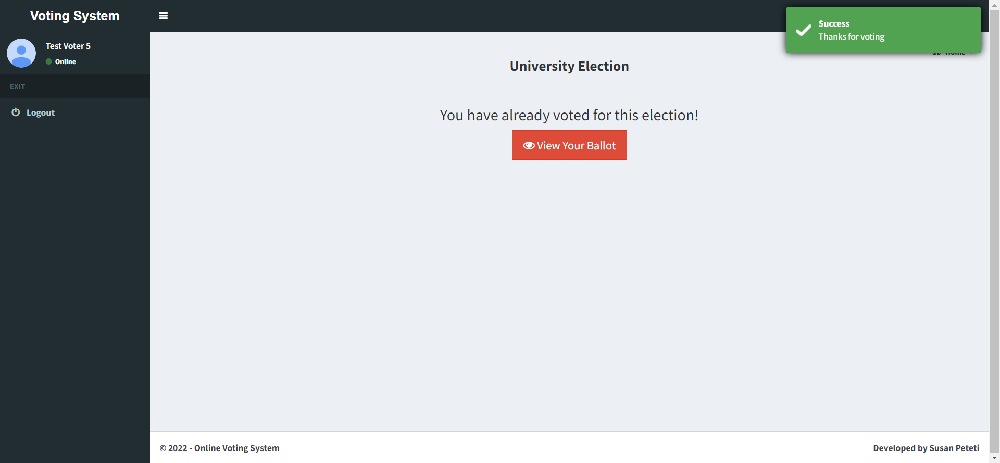 Voting System
Success
Thanks for voting
Test Voter 5
Online
University Election
EXIT
Logout
You have already voted for this election!
View Your Ballot
© 2022 - Online Voting System
Developed by Susan Peteti